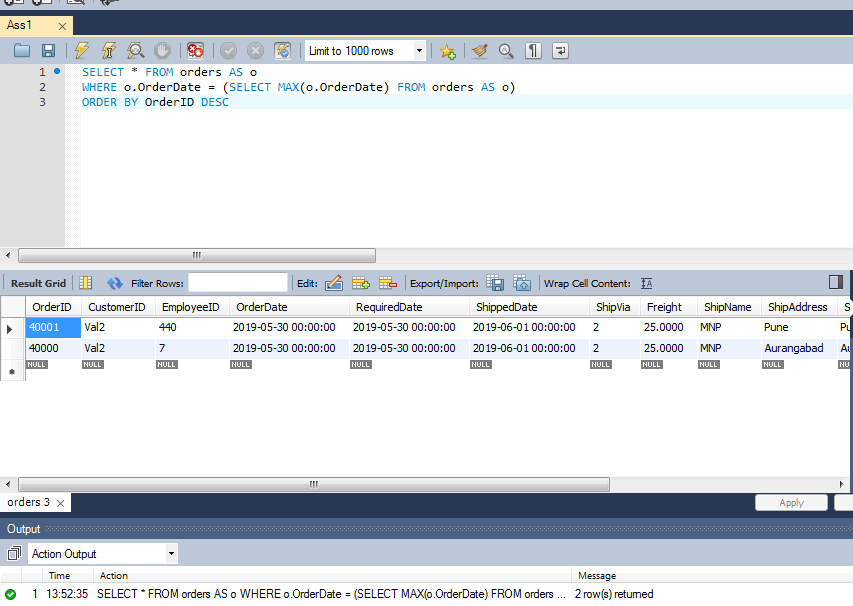 Ass1
Limit to 1000 rows
1 SELECT * FROM orders AS o
2 WHERE o.OrderDate = (SELECT MAX(o.OrderDate) FROM orders AS o)
3 ORDER BY OrderID DESC
Result Grid Filter Rows: Edit: Export/Import: Wrap Cell Content:
OrderID CustomerID EmployeeID OrderDate RequiredDate ShippedDate ShipVia Freight ShipName ShipAddress S
40001 Val2 440 2019-05-30 00:00:00 2019-05-30 00:00:00 2019-06-01 00:00:00 2 25.0000 MNP Pune Pu
40000 Val2 7 2019-05-30 00:00:00 2019-05-30 00:00:00 2019-06-01 00:00:00 2 25.0000 MNP Aurangabad Au
NULL NULL NULL NULL NULL NULL NULL NULL NULL NULL NU
orders 3 Apply
Output
Action Output
Time Action Message
1 13:52:35 SELECT * FROM orders AS o WHERE o.OrderDate = (SELECT MAX(o.OrderDate) FROM orders ... 2 row(s) returned